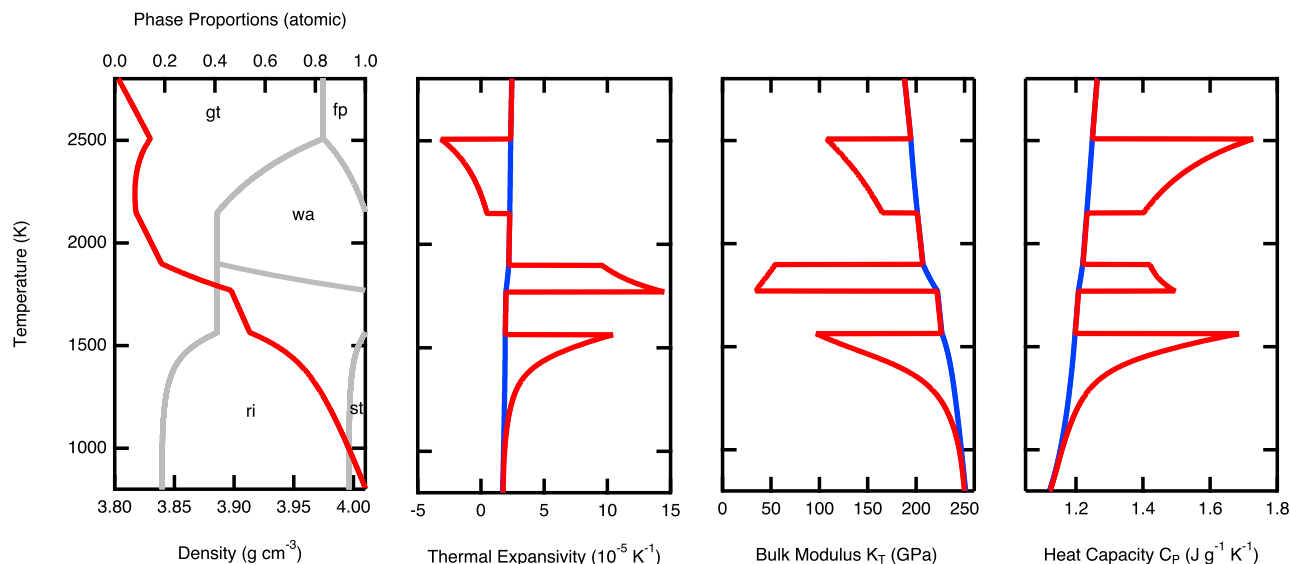 Phase Proportions (atomic)
0.0 0.2 0.4 0.6 0.8 1.0
gt
fp
wa
ri
st
Temperature (K)
2500
2000
1500
1000
3.80 3.85 3.90 3.95 4.00
-5 0 5 10 15
0 50 100 150 200 250
1.2 1.4 1.6 1.8
Density (g cm-3)
Thermal Expansivity (10-5 K-1)
Bulk Modulus KT (GPa)
Heat Capacity CP (J g-1 K-1)